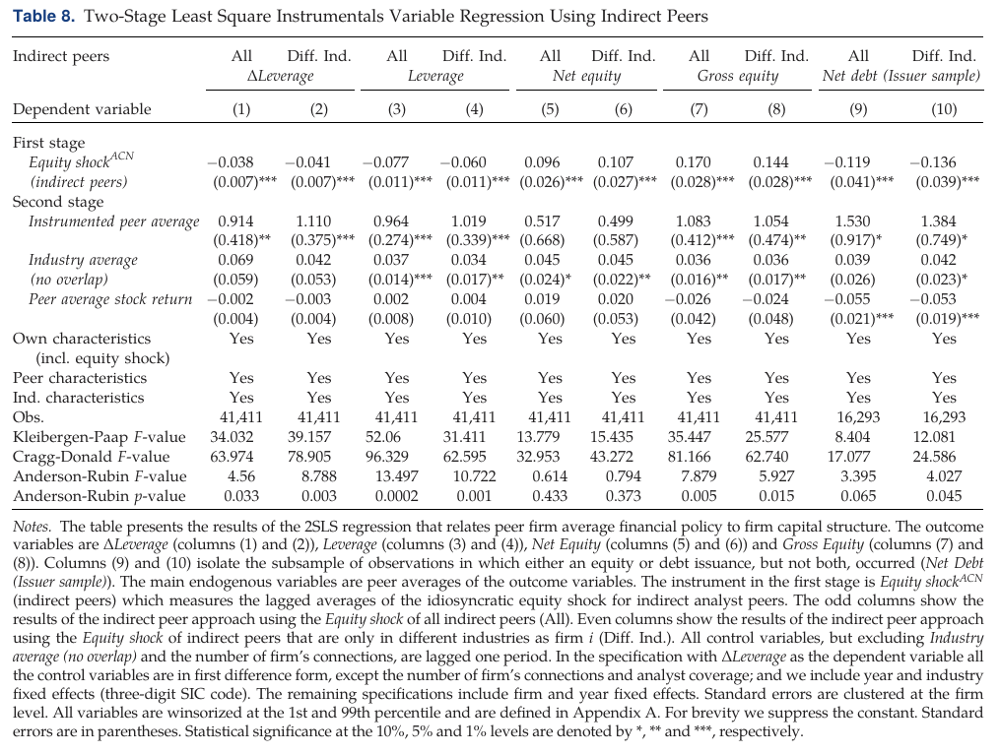 Table 8. Two-Stage Least Square Instrumentals Variable Regression Using Indirect Peers
Indirect peers All Diff. Ind. All Diff. Ind. All Diff. Ind. All Diff. Ind. All Diff. Ind.
ΔLeverage Leverage Net equity Gross equity Net debt (Issuer sample)
Dependent variable (1) (2) (3) (4) (5) (6) (7) (8) (9) (10)
First stage
Equity shockACN −0.038 −0.041 −0.077 −0.060 0.096 0.107 0.170 0.144 −0.119 −0.136
(indirect peers) (0.007)*** (0.007)*** (0.011)*** (0.011)*** (0.026)*** (0.027)*** (0.028)*** (0.028)*** (0.041)*** (0.039)***
Second stage
Instrumented peer average 0.914 1.110 0.964 1.019 0.517 0.499 1.083 1.054 1.530 1.384
(0.418)** (0.375)*** (0.274)*** (0.339)*** (0.668) (0.587) (0.412)*** (0.474)** (0.917)* (0.749)*
Industry average 0.069 0.042 0.037 0.034 0.045 0.045 0.036 0.036 0.039 0.042
(no overlap) (0.059) (0.053) (0.014)*** (0.017)** (0.024)* (0.022)** (0.016)** (0.017)** (0.026) (0.023)*
Peer average stock return −0.002 −0.003 0.002 0.004 0.019 0.020 −0.026 −0.024 −0.055 −0.053
(0.004) (0.004) (0.008) (0.010) (0.060) (0.053) (0.042) (0.048) (0.021)*** (0.019)***
Own characteristics Yes Yes Yes Yes Yes Yes Yes Yes Yes Yes
(incl. equity shock)
Peer characteristics Yes Yes Yes Yes Yes Yes Yes Yes Yes Yes
Ind. characteristics Yes Yes Yes Yes Yes Yes Yes Yes Yes Yes
Obs. 41,411 41,411 41,411 41,411 41,411 41,411 41,411 41,411 16,293 16,293
Kleibergen-Paap F-value 34.032 39.157 52.06 31.411 13.779 15.435 35.447 25.577 8.404 12.081
Cragg-Donald F-value 63.974 78.905 96.329 62.595 32.953 43.272 81.166 62.740 17.077 24.586
Anderson-Rubin F-value 4.56 8.788 13.497 10.722 0.614 0.794 7.879 5.927 3.395 4.027
Anderson-Rubin p-value 0.033 0.003 0.0002 0.001 0.433 0.373 0.005 0.015 0.065 0.045
Notes. The table presents the results of the 2SLS regression that relates peer firm average financial policy to firm capital structure. The outcome
variables are ΔLeverage (columns (1) and (2)), Leverage (columns (3) and (4)), Net Equity (columns (5) and (6)) and Gross Equity (columns (7) and
(8)). Columns (9) and (10) isolate the subsample of observations in which either an equity or debt issuance, but not both, occurred (Net Debt
(Issuer sample)). The main endogenous variables are peer averages of the outcome variables. The instrument in the first stage is Equity shockACN
(indirect peers) which measures the lagged averages of the idiosyncratic equity shock for indirect analyst peers. The odd columns show the
results of the indirect peer approach using the Equity shock of all indirect peers (All). Even columns show the results of the indirect peer approach
using the Equity shock of indirect peers that are only in different industries as firm i (Diff. Ind.). All control variables, but excluding Industry
average (no overlap) and the number of firm's connections, are lagged one period. In the specification with ΔLeverage as the dependent variable all
the control variables are in first difference form, except the number of firm's connections and analyst coverage; and we include year and industry
fixed effects (three-digit SIC code). The remaining specifications include firm and year fixed effects. Standard errors are clustered at the firm
level. All variables are winsorized at the 1st and 99th percentile and are defined in Appendix A. For brevity we suppress the constant. Standard
errors are in parentheses. Statistical significance at the 10%, 5% and 1% levels are denoted by *, ** and ***, respectively.